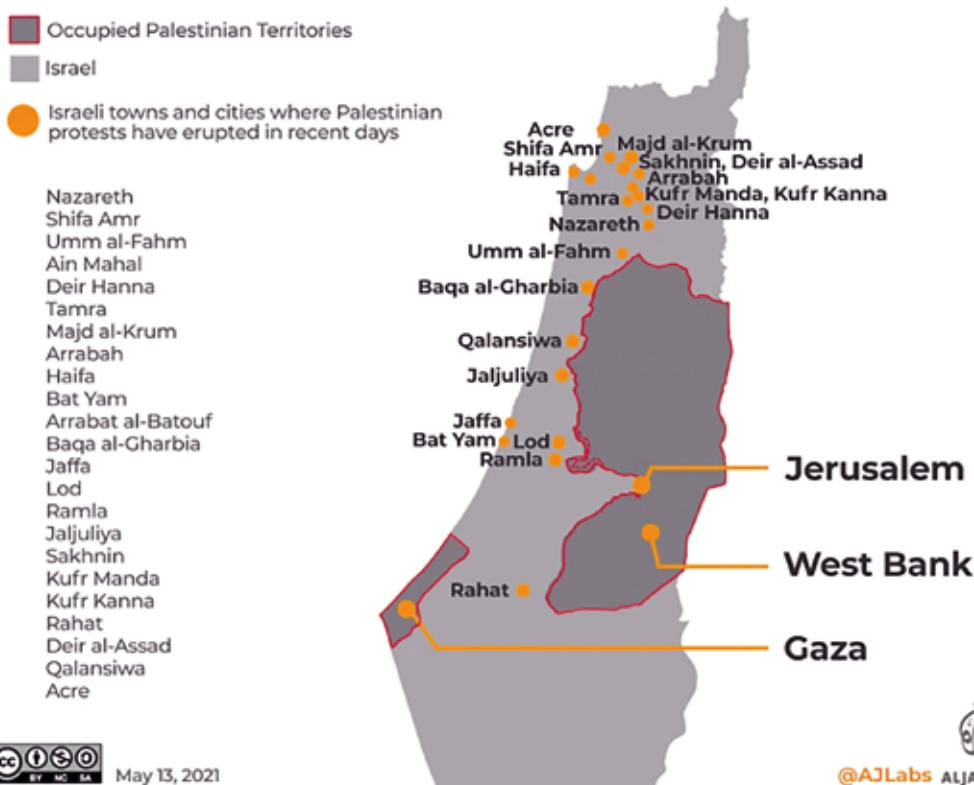 Occupied Palestinian Territories
Israel
Israeli towns and cities where Palestinian
protests have erupted in recent days
Nazareth
Shifa Amr
Umm al-Fahm
Ain Mahal
Deir Hanna
Tamra
Majd al-Krum
Arrabah
Haifa
Bat Yam
Arrabat al-Batouf
Baqa al-Gharbia
Jaffa
Lod
Ramla
Jaljuliya
Sakhnin
Kufr Manda
Kufr Kanna
Rahat
Deir al-Assad
Qalansiwa
Acre
Acre
Majd al-Krum
Shifa Amr
Sakhnin, Deir al-Assad
Haifa
Arrabah
Kufr Manda, Kufr Kanna
Tamra
Deir Hanna
Nazareth
Umm al-Fahm
Baqa al-Gharbia
Qalansiwa
Jaljuliya
Jaffa
Bat Yam
Lod
Ramla
Jerusalem
West Bank
Rahat
Gaza
cc BY NC SA
May 13, 2021
@AJLabs ALJA